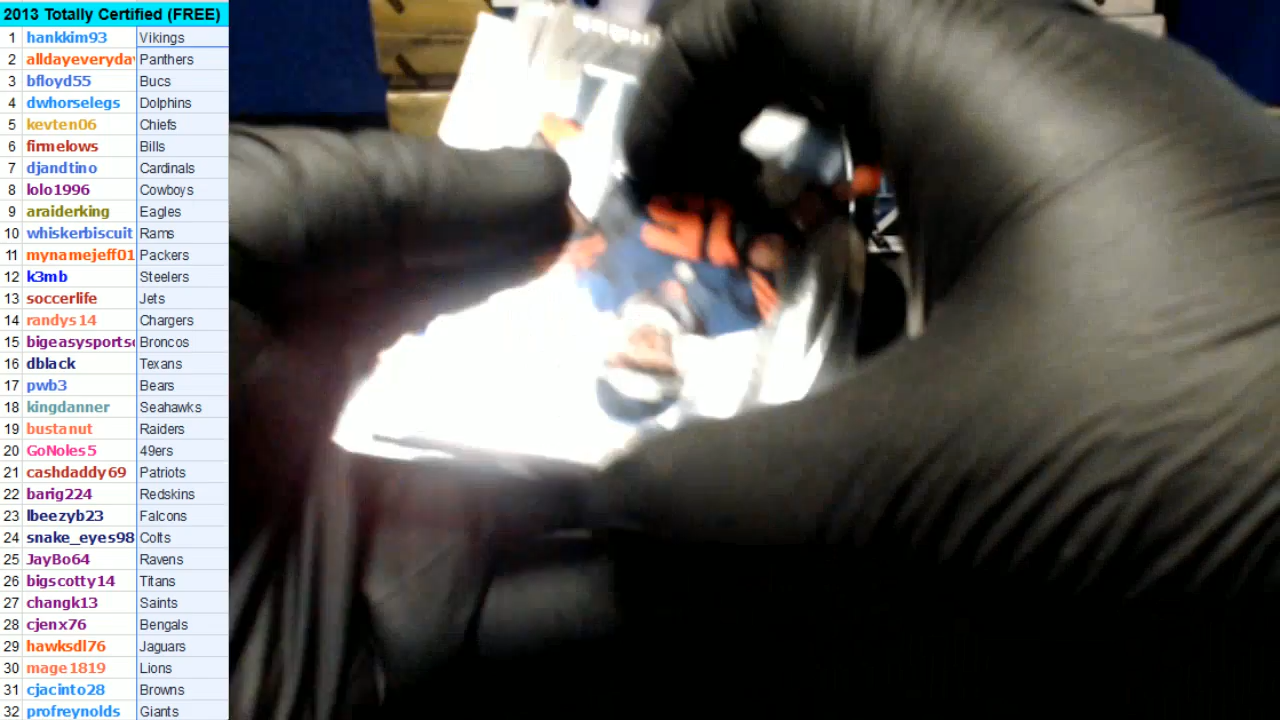 2013 Totally Certified (FREE)
1 hankkim93 Vikings
2 alldayeveryday Panthers
3 bfloyd55 Bucs
4 dwhorselegs Dolphins
5 kevten06 Chiefs
6 firmelows Bills
7 djandtino Cardinals
8 lolo1996 Cowboys
9 araiderking Eagles
10 whiskerbiscuit Rams
11 mynamejeff01 Packers
12 k3mb Steelers
13 soccerlife Jets
14 randys14 Chargers
15 bigeasysports Broncos
16 dblack Texans
17 pwb3 Bears
18 kingdanner Seahawks
19 bustanut Raiders
20 GoNoles5 49ers
21 cashdaddy69 Patriots
22 barig224 Redskins
23 lbeezyb23 Falcons
24 snake_eyes98 Colts
25 JayBo64 Ravens
26 bigscotty14 Titans
27 changk13 Saints
28 cjenx76 Bengals
29 hawksdl76 Jaguars
30 mage1819 Lions
31 cjacinto28 Browns
32 profreynolds Giants